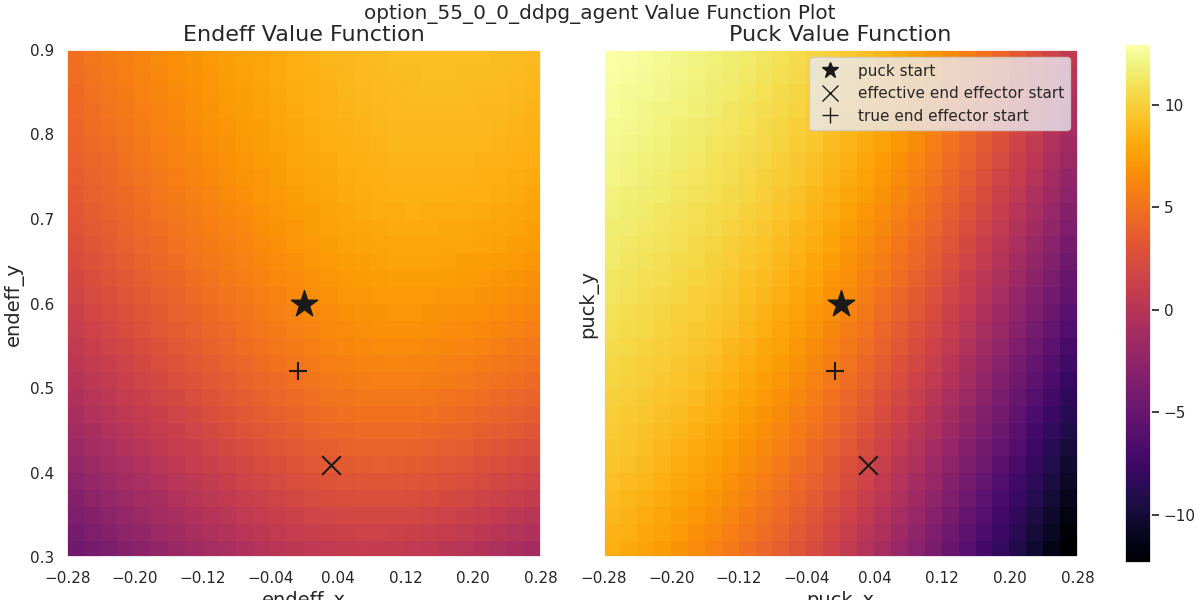 option_55_0_0_ddpg_agent Value Function Plot
Endeff Value Function
Puck Value Function
0.9
0.8
0.7
0.6
0.5
0.4
0.3
endeff_y
−0.28 −0.20 −0.12 −0.04 0.04 0.12 0.20 0.28
endeff_x
puck start
effective end effector start
true end effector start
puck_y
−0.28 −0.20 −0.12 −0.04 0.04 0.12 0.20 0.28
puck_x
10
5
0
−5
−10